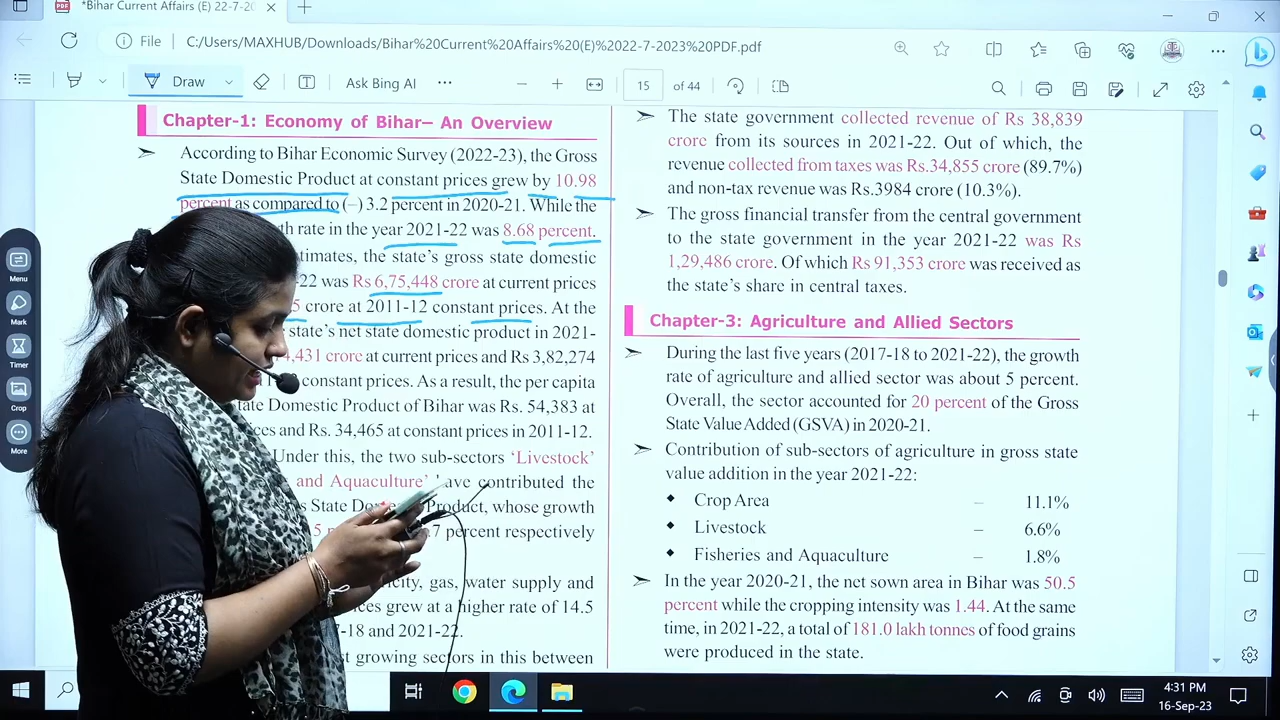 *Bihar Current Affairs (E) 22-7-20
File
C:/Users/MAXHUB/Downloads/Bihar%20Current%20Affairs%20(E)%2022-7-2023%20PDF.pdf
Draw
Ask Bing AI
15 of 44
Menu
Mark
Timer
Crop
More
Chapter-1: Economy of Bihar– An Overview
According to Bihar Economic Survey (2022-23), the Gross
State Domestic Product at constant prices grew by 10.98
percent as compared to (–) 3.2 percent in 2020-21. While the
th rate in the year 2021-22 was 8.68 percent.
timates, the state's gross state domestic
-22 was Rs 6,75,448 crore at current prices
5 crore at 2011-12 constant prices. At the
state's net state domestic product in 2021-
4,431 crore at current prices and Rs 3,82,274
constant prices. As a result, the per capita
tate Domestic Product of Bihar was Rs. 54,383 at
ces and Rs. 34,465 at constant prices in 2011-12.
Under this, the two sub-sectors 'Livestock'
and Aquaculture' have contributed the
s State Domestic Product, whose growth
5 .7 percent respectively
icity, gas, water supply and
ces grew at a higher rate of 14.5
7-18 and 2021-22.
st growing sectors in this between
The state government collected revenue of Rs 38,839
crore from its sources in 2021-22. Out of which, the
revenue collected from taxes was Rs.34,855 crore (89.7%)
and non-tax revenue was Rs.3984 crore (10.3%).
The gross financial transfer from the central government
to the state government in the year 2021-22 was Rs
1,29,486 crore. Of which Rs 91,353 crore was received as
the state's share in central taxes.
Chapter-3: Agriculture and Allied Sectors
During the last five years (2017-18 to 2021-22), the growth
rate of agriculture and allied sector was about 5 percent.
Overall, the sector accounted for 20 percent of the Gross
State Value Added (GSVA) in 2020-21.
Contribution of sub-sectors of agriculture in gross state
value addition in the year 2021-22:
Crop Area – 11.1%
Livestock – 6.6%
Fisheries and Aquaculture – 1.8%
In the year 2020-21, the net sown area in Bihar was 50.5
percent while the cropping intensity was 1.44. At the same
time, in 2021-22, a total of 181.0 lakh tonnes of food grains
were produced in the state.
4:31 PM
16-Sep-23